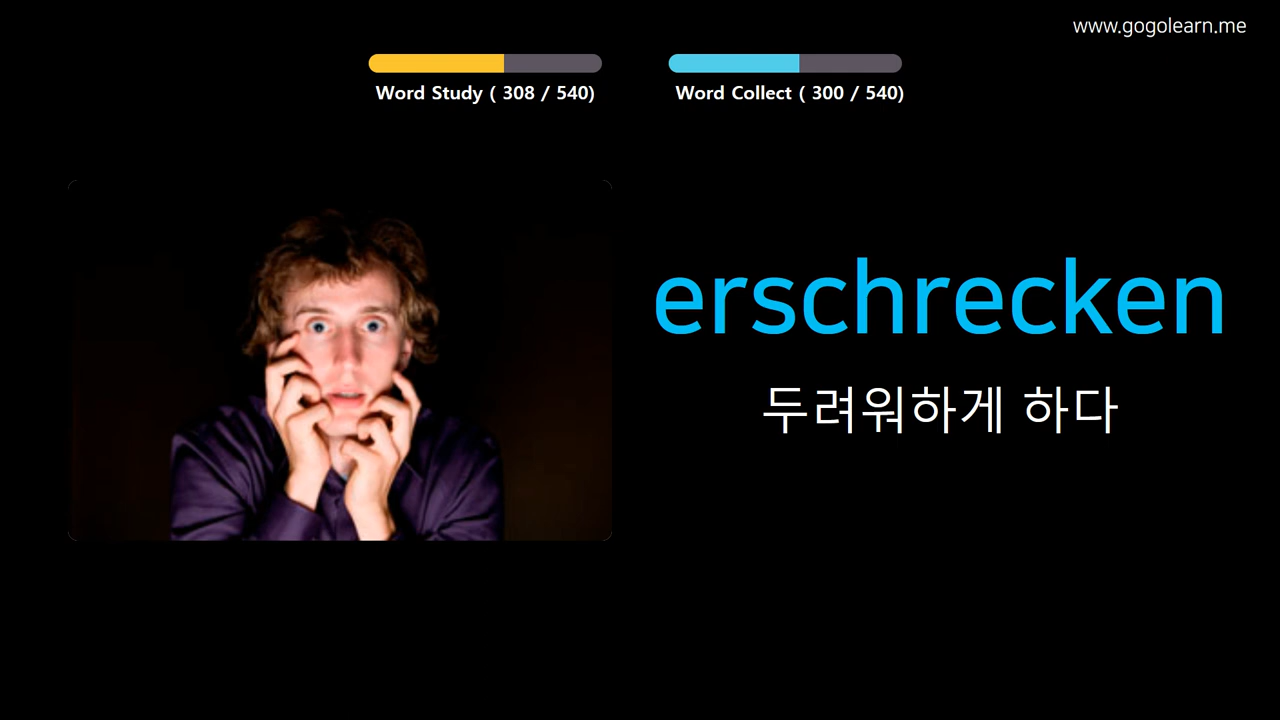 www.gogolearn.me
Word Study ( 308 / 540)
Word Collect ( 300 / 540)
erschrecken
두려워하게 하다